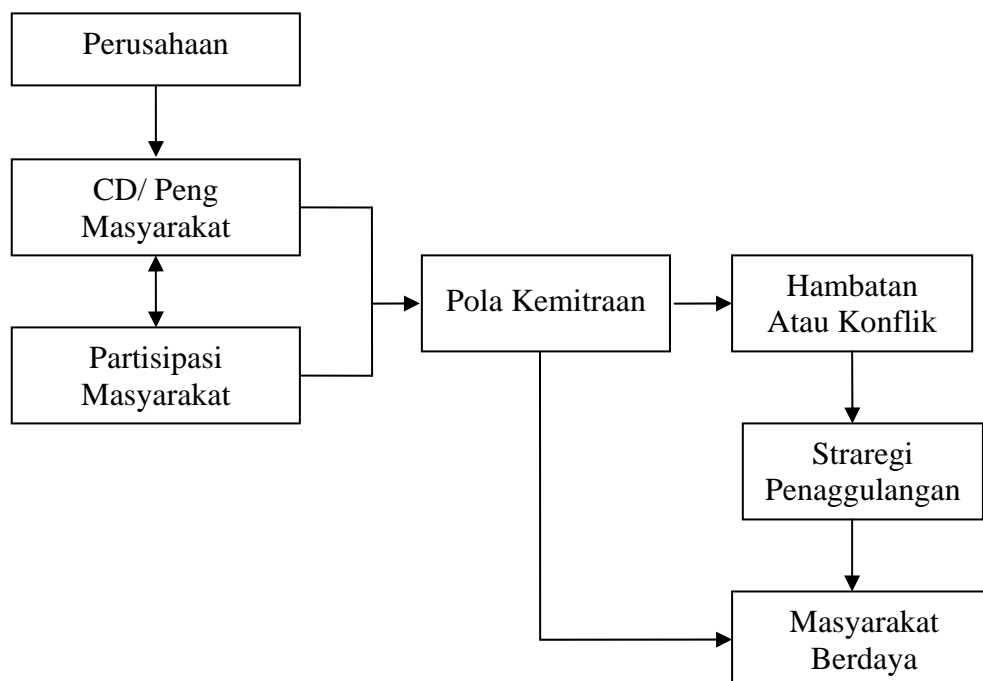 Perusahaan
CD/ Peng
Masyarakat
Partisipasi
Masyarakat
Pola Kemitraan
Hambatan
Atau Konflik
Straregi
Penaggulangan
Masyarakat
Berdaya